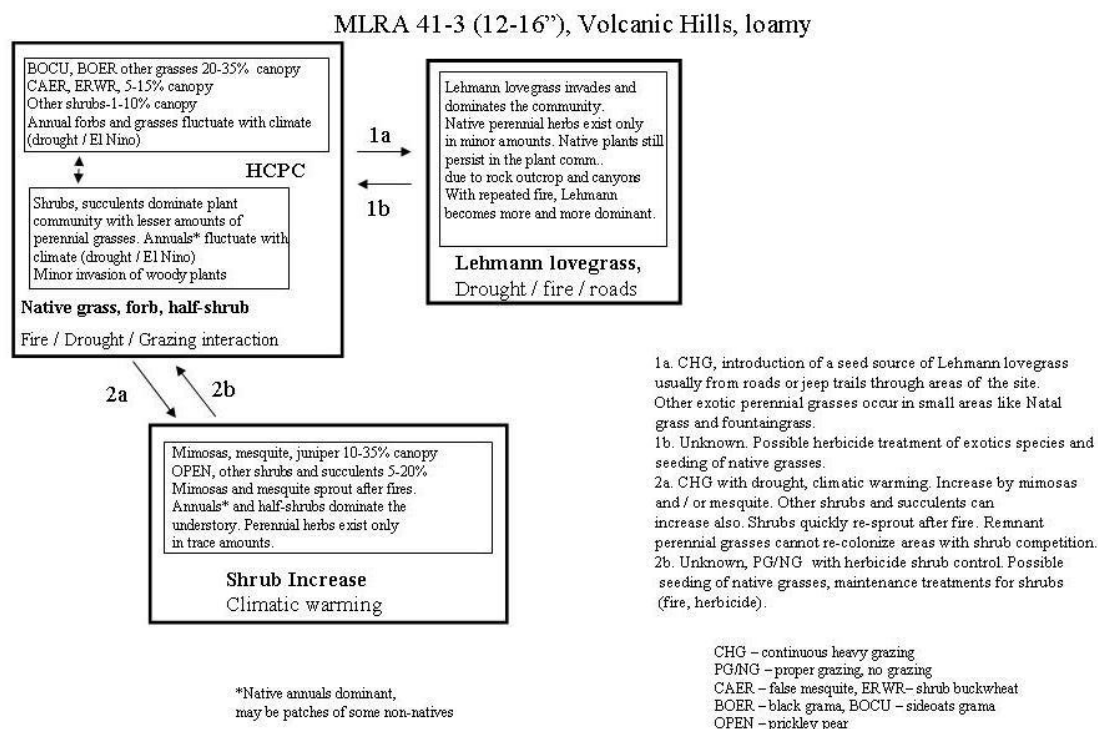 MLRA 41-3 (12-16”), Volcanic Hills, loamy
BOCU, BOER other grasses 20-35% canopy
CAER, ERWR, 5-15% canopy
Other shrubs-1-10% canopy
Annual forbs and grasses fluctuate with climate
(drought / El Nino)
HCPC
Shrubs, succulents dominate plant
community with lesser amounts of
perennial grasses. Annuals* fluctuate with
climate (drought / El Nino)
Minor invasion of woody plants
Native grass, forb, half-shrub
Fire / Drought / Grazing interaction
1a
1b
Lehmann lovegrass invades and
dominates the community.
Native perennial herbs exist only
in minor amounts. Native plants still
persist in the plant comm..
due to rock outcrop and canyons
With repeated fire, Lehmann
becomes more and more dominant.
Lehmann lovegrass,
Drought / fire / roads
2a
2b
Mimosas, mesquite, juniper 10-35% canopy
OPEN, other shrubs and succulents 5-20%
Mimosas and mesquite sprout after fires.
Annuals* and half-shrubs dominate the
understory. Perennial herbs exist only
in trace amounts.
Shrub Increase
Climatic warming
1a. CHG, introduction of a seed source of Lehmann lovegrass
usually from roads or jeep trails through areas of the site.
Other exotic perennial grasses occur in small areas like Natal
grass and fountaingrass.
1b. Unknown. Possible herbicide treatment of exotics species and
seeding of native grasses.
2a. CHG with drought, climatic warming. Increase by mimosas
and / or mesquite. Other shrubs and succulents can
increase also. Shrubs quickly re-sprout after fire. Remnant
perennial grasses cannot re-colonize areas with shrub competition.
2b. Unknown, PG/NG with herbicide shrub control. Possible
seeding of native grasses, maintenance treatments for shrubs
(fire, herbicide).
CHG – continuous heavy grazing
PG/NG – proper grazing, no grazing
CAER – false mesquite, ERWR– shrub buckwheat
BOER – black grama, BOCU – sideoats grama
OPEN – prickley pear
*Native annuals dominant,
may be patches of some non-natives